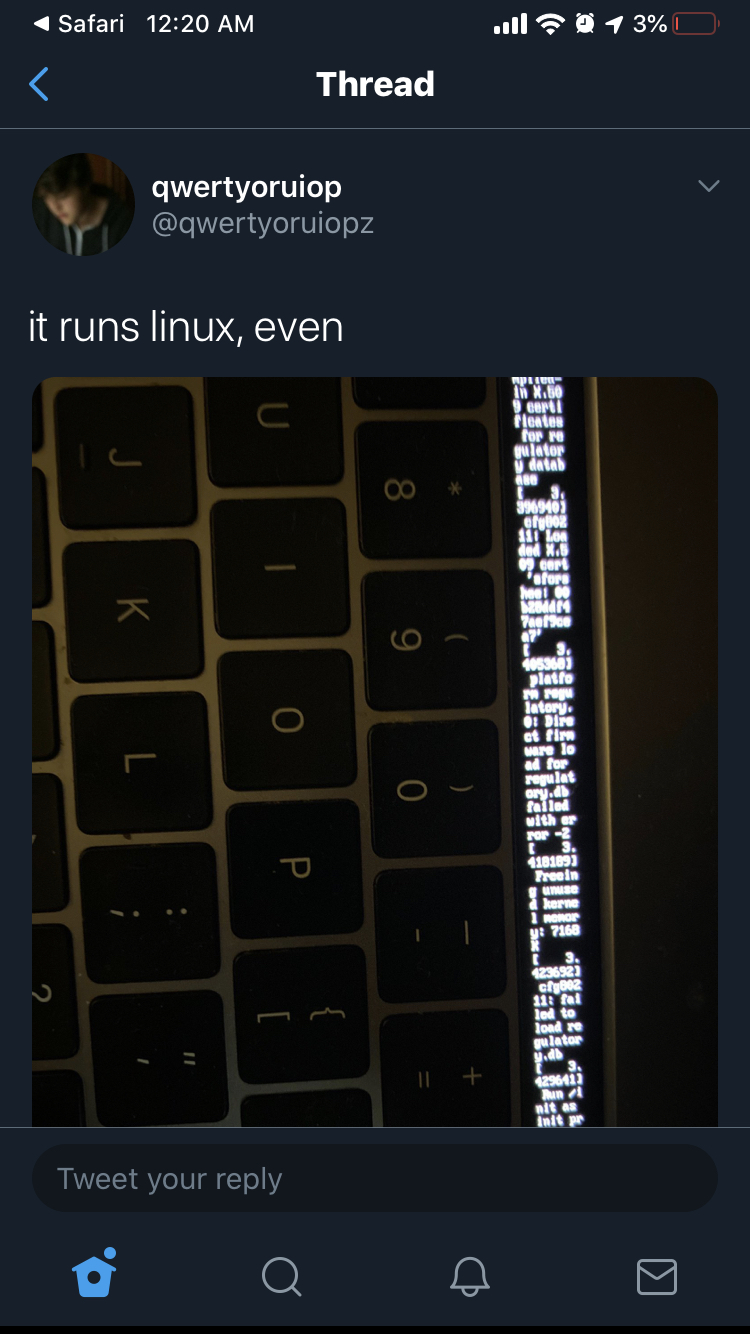 Safari 12:20 AM 3%
Thread
qwertyoruiop
@qwertyoruiopz
it runs linux, even
in X.50
9 certi
ficates
for re
gulator
y datab
ase
[ 3.
396940]
cfg802
11: Loa
ded X.5
09 cert
'sfors
hee: 00
b28ddf4
7aef9ce
a7'
[ 3.
405360]
platfo
rm regu
latory.
0: Dire
ct firm
ware lo
ad for
regulat
ory.db
failed
with er
ror -2
[ 3.
418189]
Freein
g unuse
d kerne
l memor
y: 7168
K
[ 3.
423692]
cfg802
11: fai
led to
load re
gulator
y.db
[ 3.
429641]
Run /i
nit as
init pr
U
J
* 8
I
K
( 9
O
L
) 0
P
: ;
_ -
{ [
" '
+ =
?
Tweet your reply